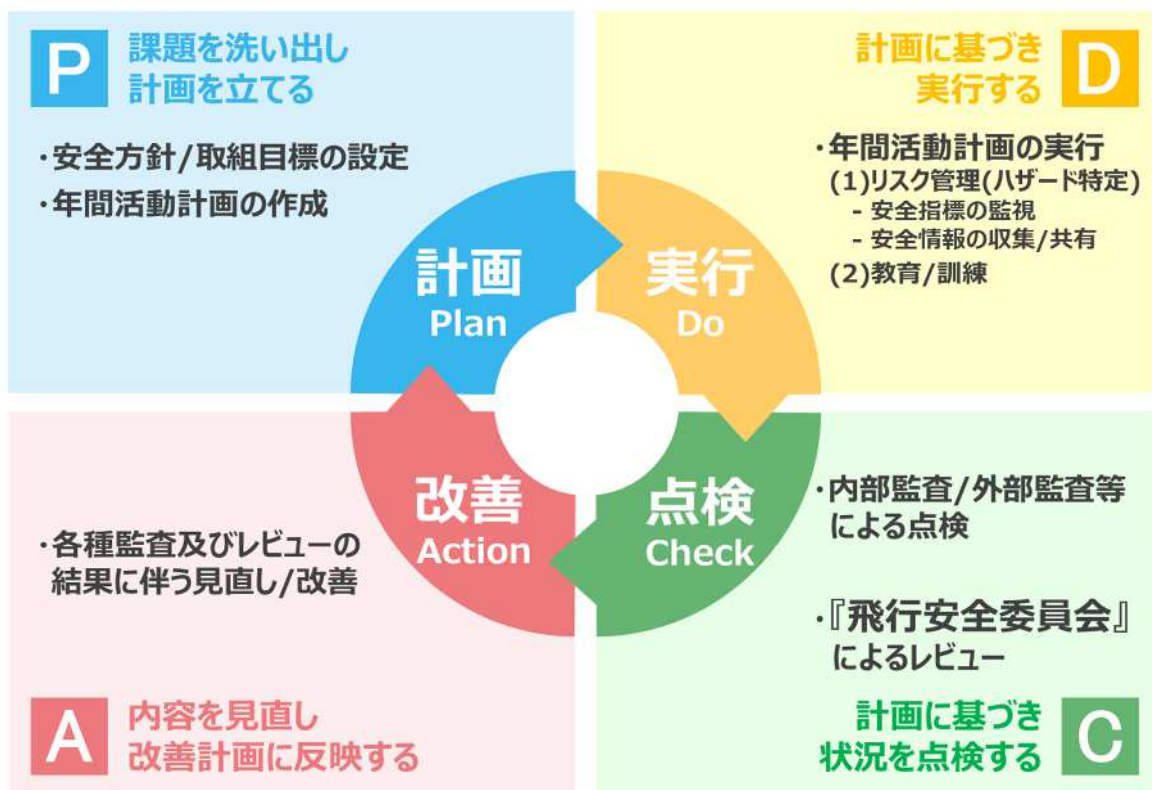 P
課題を洗い出し
計画を立てる
・安全方針/取組目標の設定
・年間活動計画の作成
計画に基づき
実行する
D
・年間活動計画の実行
(1)リスク管理(ハザード特定)
- 安全指標の監視
- 安全情報の収集/共有
(2)教育/訓練
計画
Plan
実行
Do
改善
Action
点検
Check
・各種監査及びレビューの
結果に伴う見直し/改善
A
内容を見直し
改善計画に反映する
・内部監査/外部監査等
による点検
・『飛行安全委員会』
によるレビュー
計画に基づき
状況を点検する
C